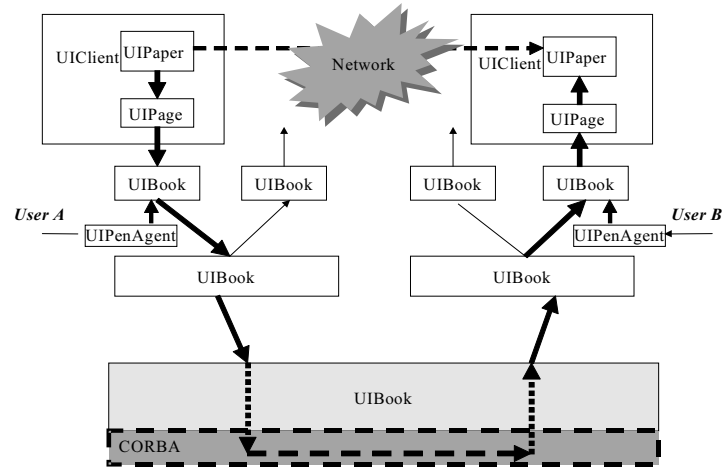 UIClient
UIPaper
Network
UIClient
UIPaper
UIPage
UIPage
UIBook
UIBook
UIBook
UIBook
User A
User B
UIPenAgent
UIPenAgent
UIBook
UIBook
UIBook
CORBA